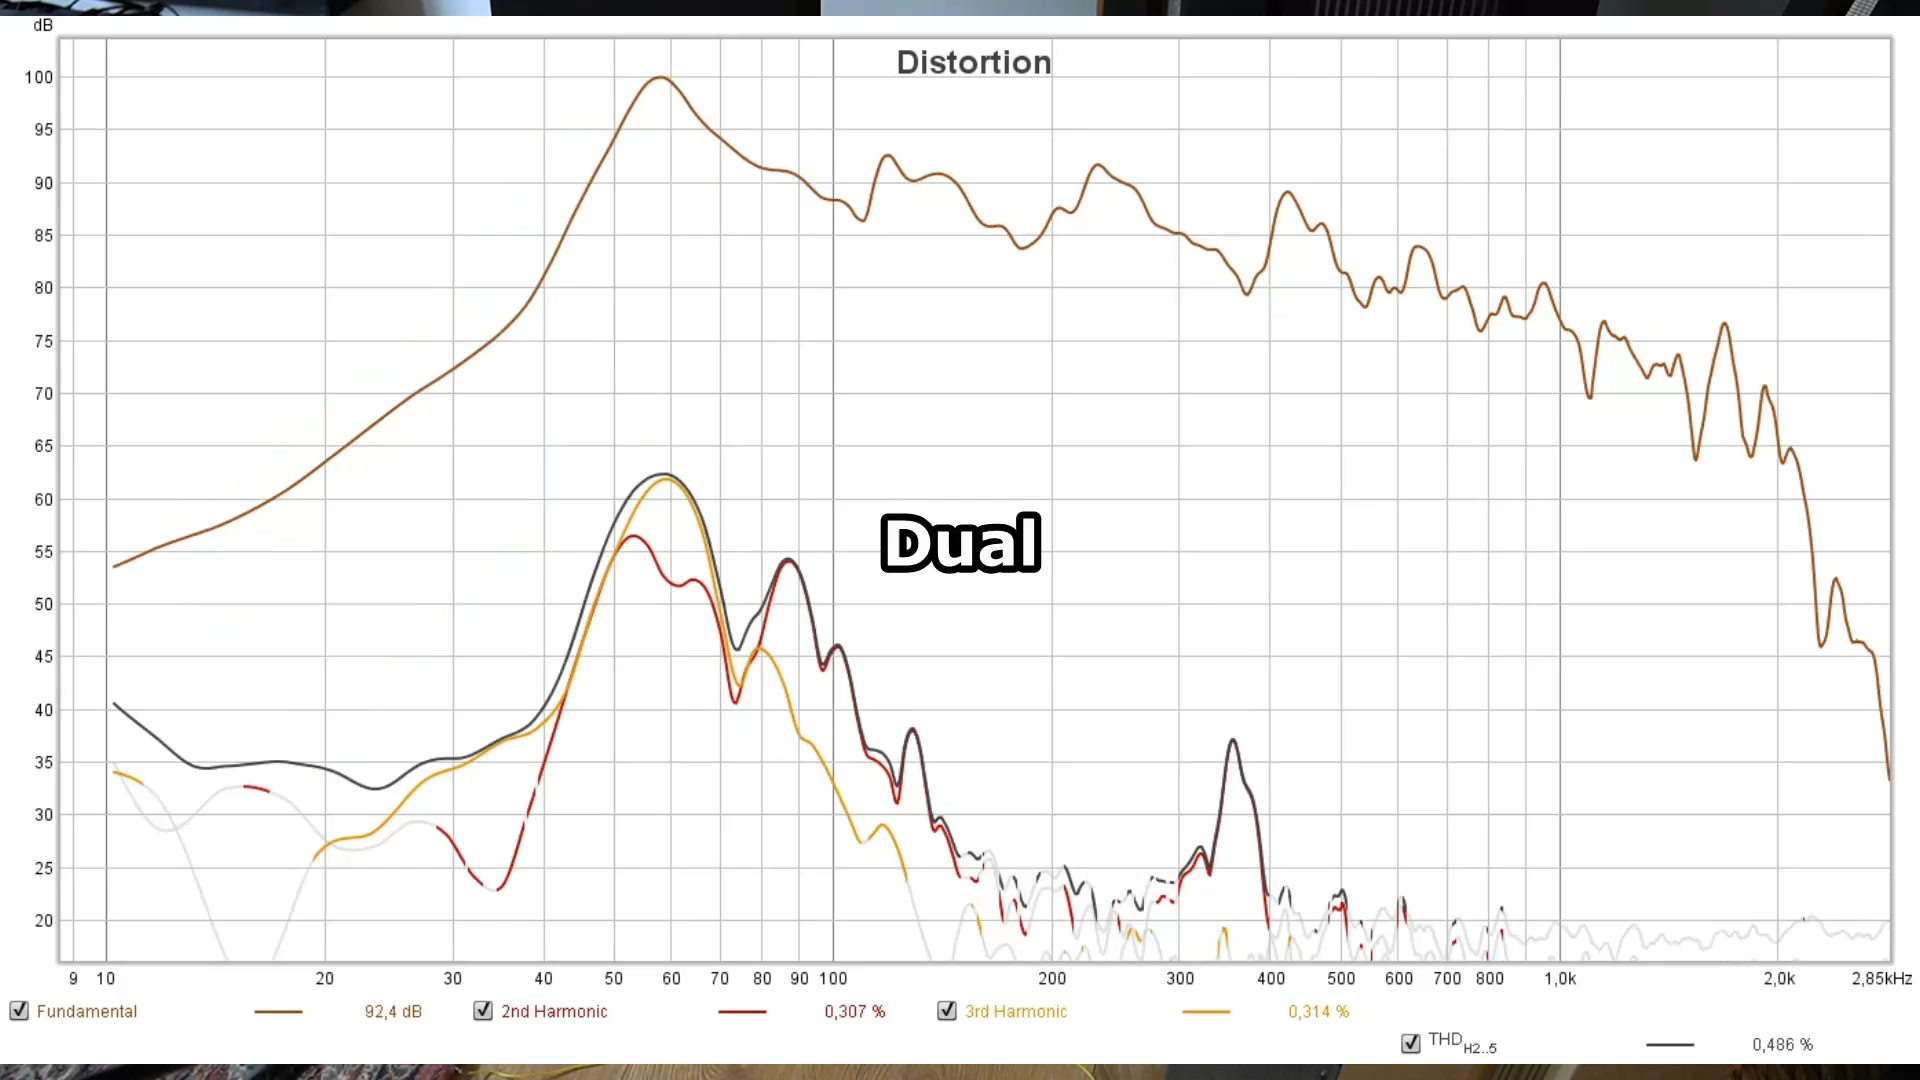 dB
Distortion
100
95
90
85
80
75
70
65
60
55
50
45
40
35
30
25
20
Dual
9 10 20 30 40 50 60 70 80 90 100 200 300 400 500 600 700 800 1,0k 2,0k 2,85kHz
Fundamental 92,4 dB 2nd Harmonic 0,307 % 3rd Harmonic 0,314 %
THD H2..5 0,486 %